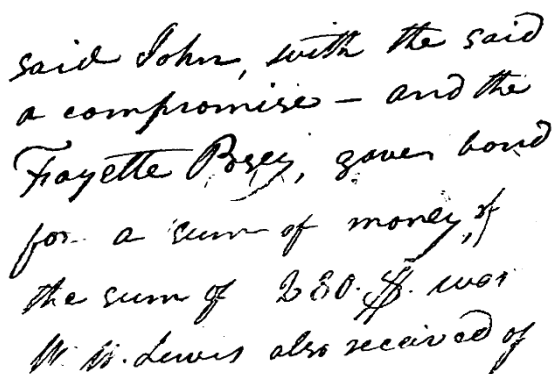 said John, with the said
a compromise – and the
Fayette Posey, gave bond
for a sum of money, of
the sum of 280.$. was
W. W. Lewis also received of